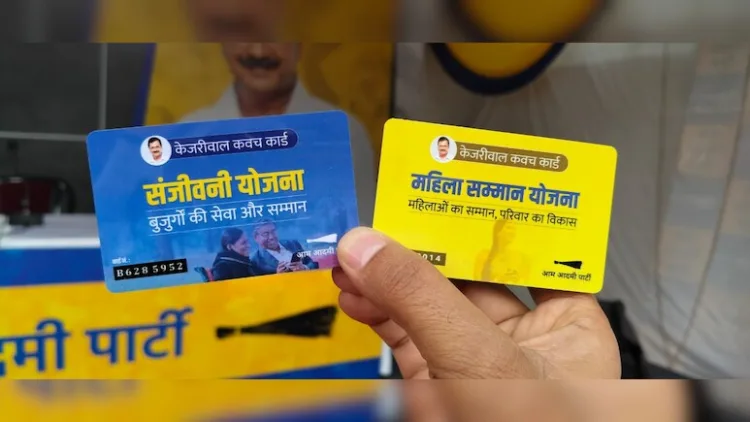 केजरीवाल कवच कार्ड
संजीवनी योजना
बुजुर्गों की सेवा और सम्मान
कार्ड नं.:
B6285952
आम आदमी
केजरीवाल कवच कार्ड
महिला सम्मान योजना
महिलाओं का सम्मान, परिवार का विकास
014
आम आदमी पार्टी
दमी पार्टी